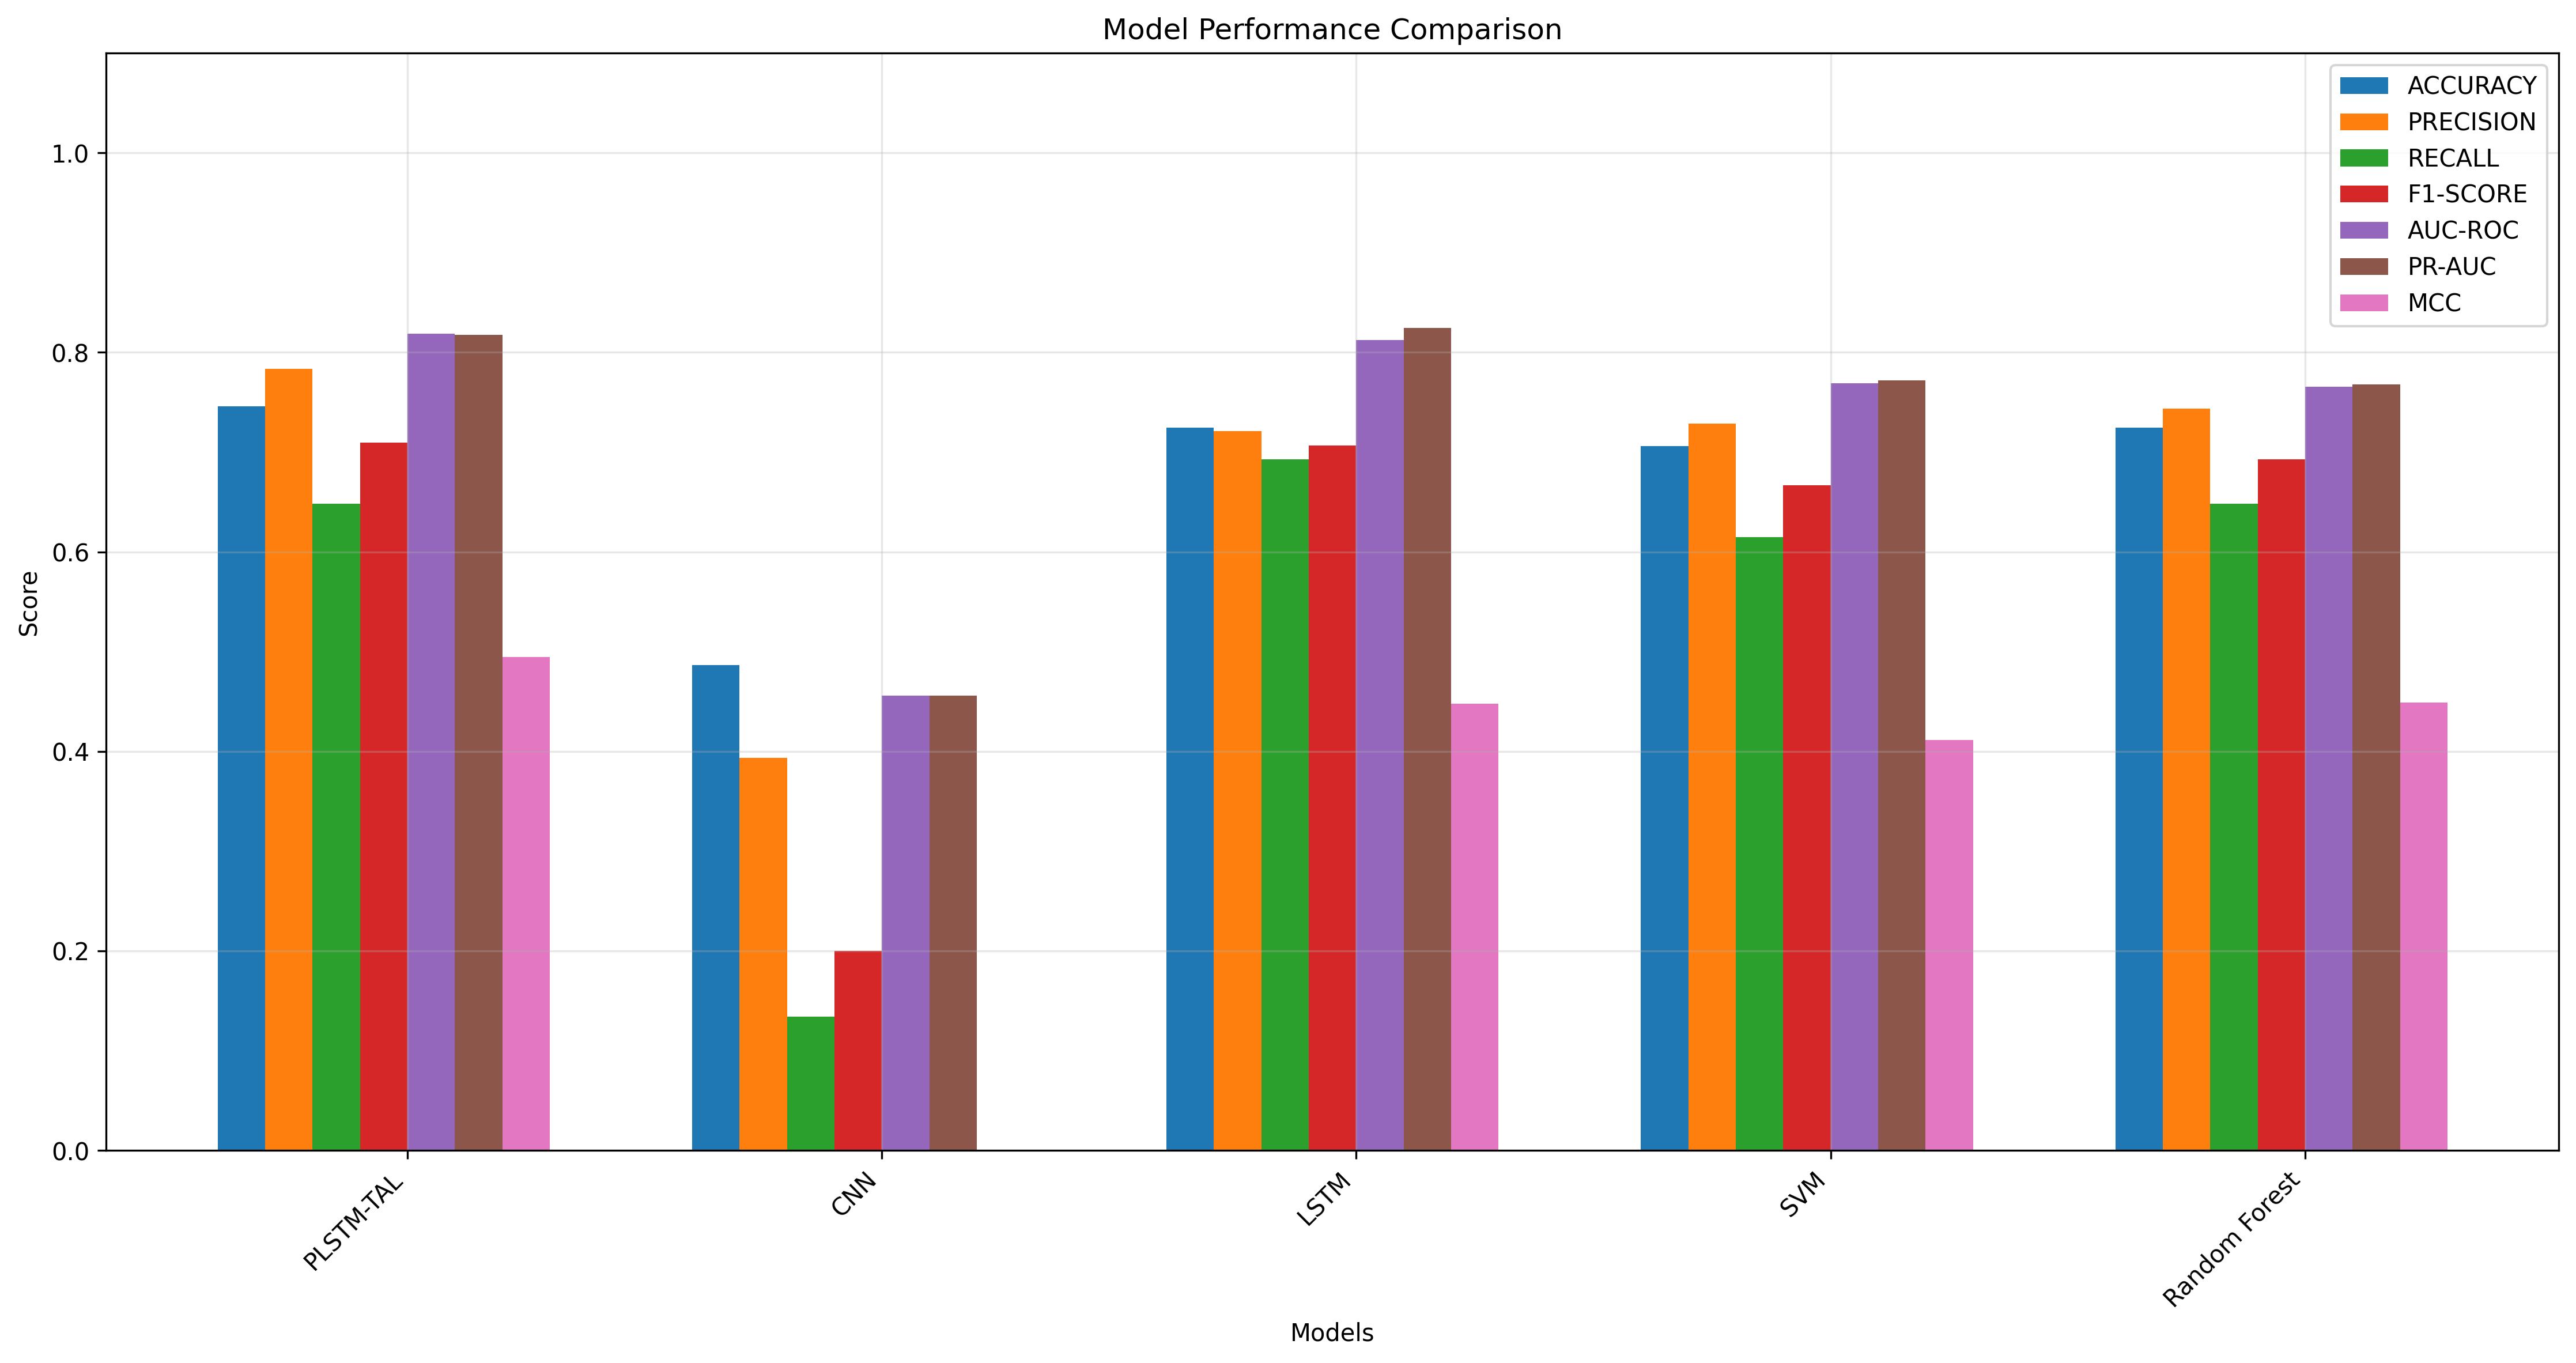 Model Performance Comparison
ACCURACY
PRECISION
RECALL
F1-SCORE
AUC-ROC
PR-AUC
MCC
1.0
0.8
0.6
0.4
0.2
0.0
Score
PLSTM-TAL
CNN
LSTM
SVM
Random Forest
Models